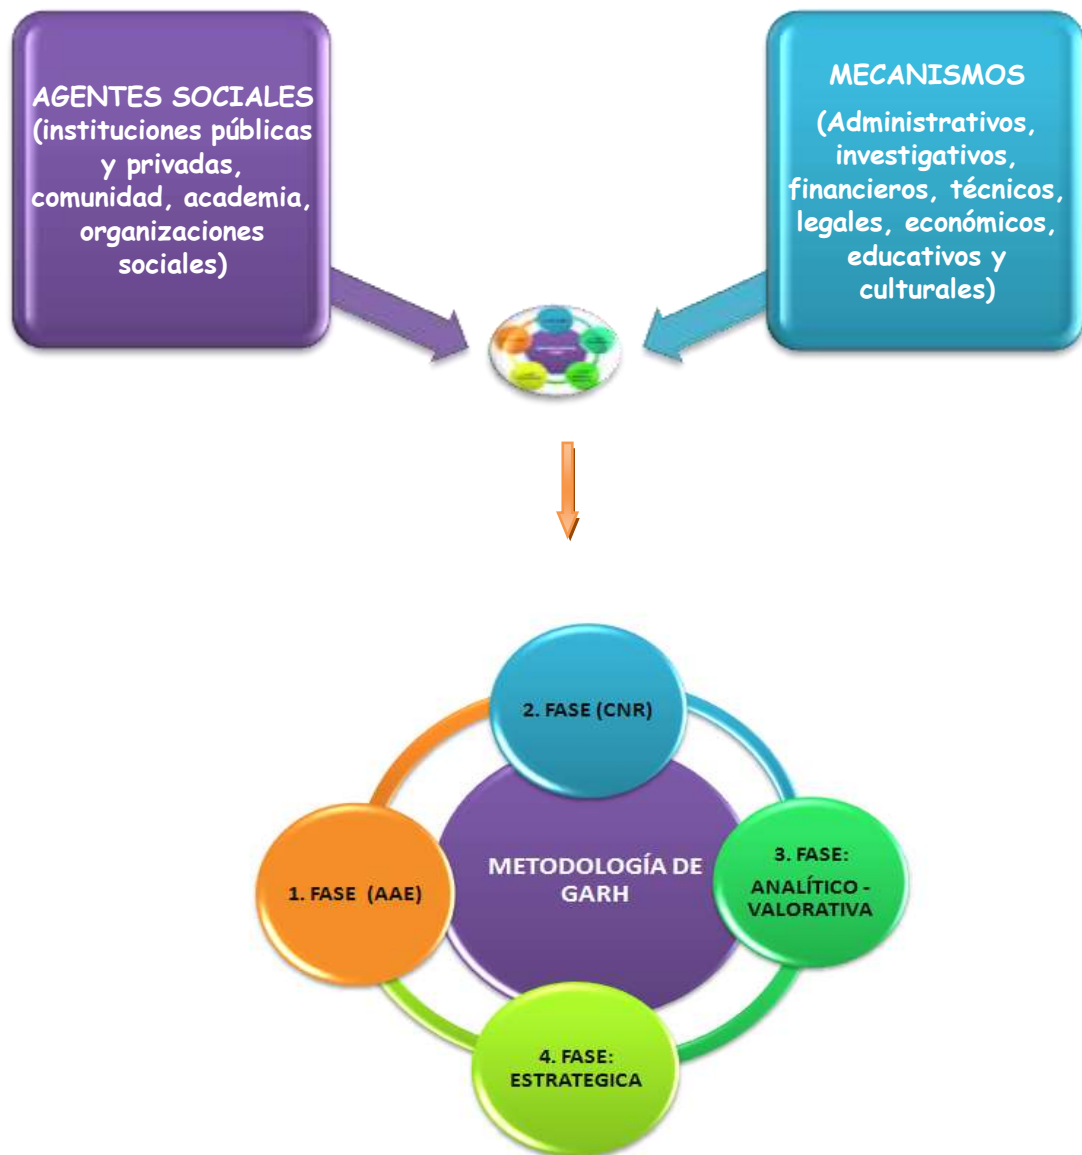 AGENTES SOCIALES
(instituciones públicas
y privadas,
comunidad, academia,
organizaciones
sociales)
MECANISMOS
(Administrativos,
investigativos,
financieros, técnicos,
legales, económicos,
educativos y
culturales)
2. FASE (CNR)
1. FASE (AAE)
METODOLOGÍA DE
GARH
3. FASE:
ANALÍTICO -
VALORATIVA
4. FASE:
ESTRATEGICA